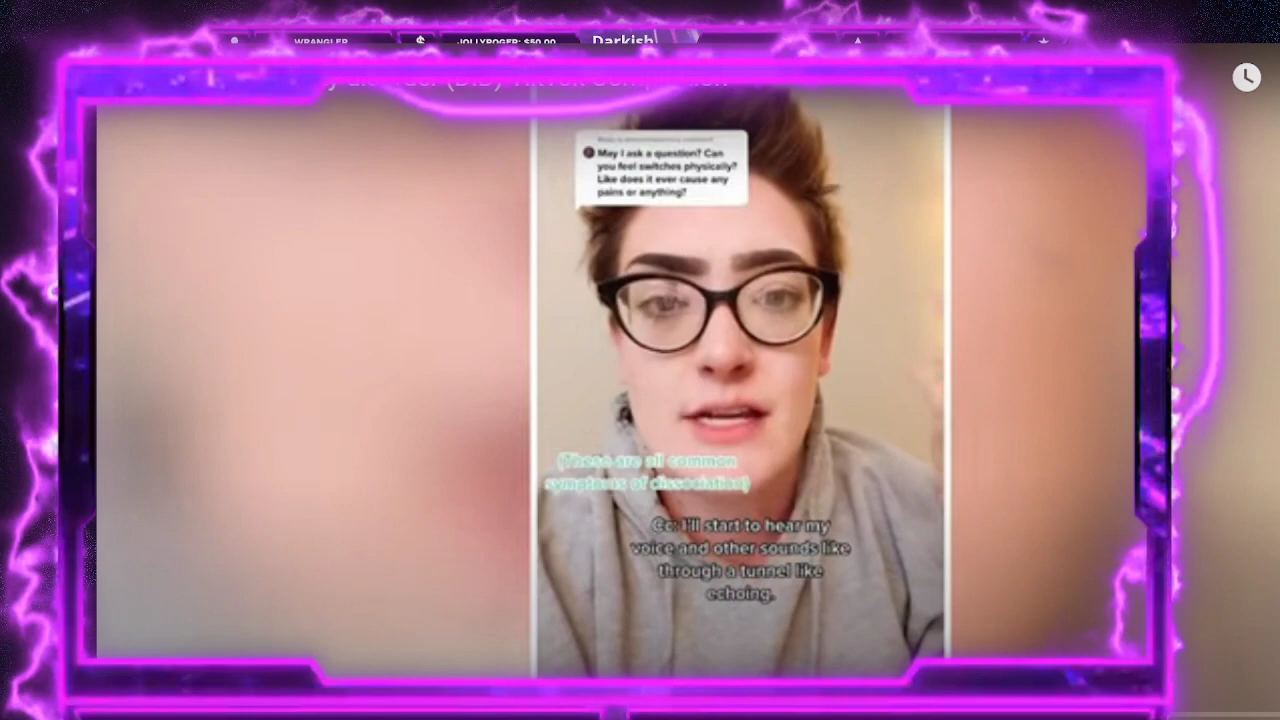 WRANGLER
$
JOLLYROGER: $50.00
Darkish
(DID) TikTok
May I ask a question? Can
you feel switches physically?
Like does it ever cause any
pains or anything?
(These are all common
symptoms of dissociation)
Cc: I'll start to hear my
voice and other sounds like
through a tunnel like
echoing.